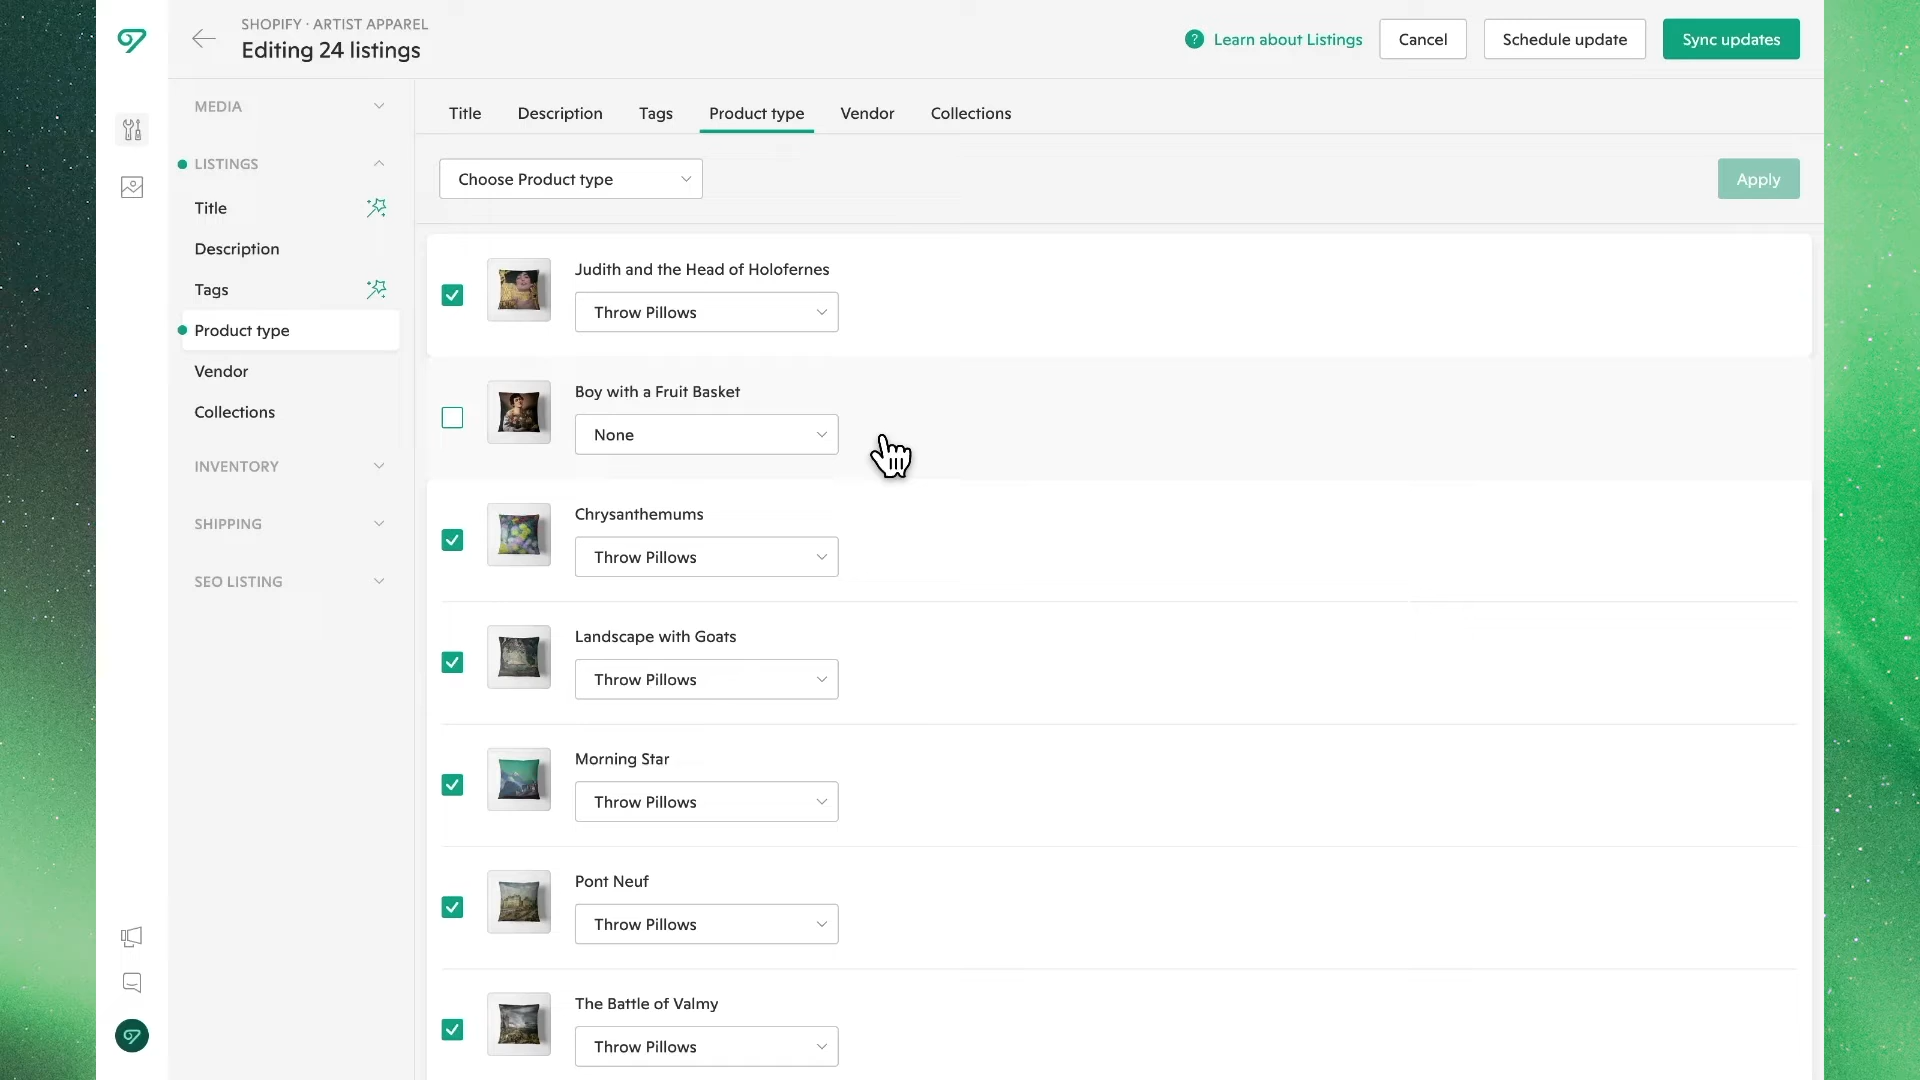 SHOPIFY · ARTIST APPAREL
Editing 24 listings
? Learn about Listings
Cancel
Schedule update
Sync updates
MEDIA
LISTINGS
Title
Description
Tags
Product type
Vendor
Collections
INVENTORY
SHIPPING
SEO LISTING
Title Description Tags Product type Vendor Collections
Choose Product type
Apply
Judith and the Head of Holofernes
Throw Pillows
Boy with a Fruit Basket
None
Chrysanthemums
Throw Pillows
Landscape with Goats
Throw Pillows
Morning Star
Throw Pillows
Pont Neuf
Throw Pillows
The Battle of Valmy
Throw Pillows